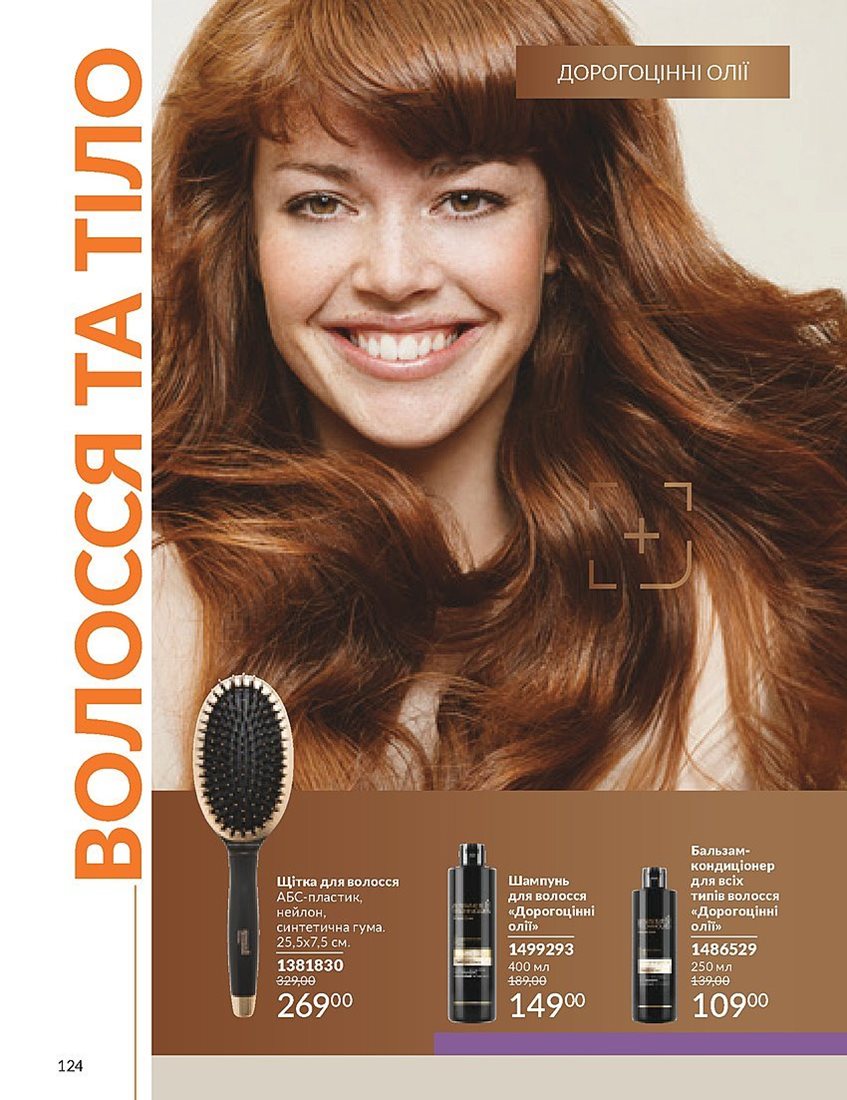 ВОЛОССЯ ТА ТІЛО
ДОРОГОЦІННІ ОЛІЇ
Щітка для волосся
АБС-пластик,
нейлон,
синтетична гума.
25,5х7,5 см.
1381830
329,00
26900
Шампунь
для волосся
«Дорогоцінні
олії»
1499293
400 мл
189,00
14900
Бальзам-
кондиціонер
для всіх
типів волосся
«Дорогоцінні
олії»
1486529
250 мл
139,00
10900
124